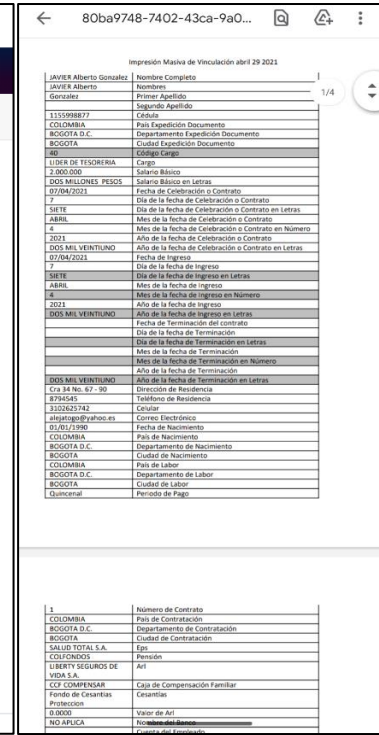 80ba9748-7402-43ca-9a0...
Impresión Masiva de Vinculación abril 29 2021
1/4
JAVIER Alberto Gonzalez Nombre Completo
JAVIER Alberto Nombres
Gonzalez Primer Apellido
Segundo Apellido
1155998877 Cédula
COLOMBIA País Expedición Documento
BOGOTA D.C. Departamento Expedición Documento
BOGOTA Ciudad Expedición Documento
40 Código Cargo
LIDER DE TESORERIA Cargo
2.000.000 Salario Básico
DOS MILLONES PESOS Salario Básico en Letras
07/04/2021 Fecha de Celebración o Contrato
7 Día de la fecha de Celebración o Contrato
SIETE Día de la fecha de Celebración o Contrato en Letras
ABRIL Mes de la fecha de Celebración o Contrato
4 Mes de la fecha de Celebración o Contrato en Número
2021 Año de la fecha de Celebración o Contrato
DOS MIL VEINTIUNO Año de la fecha de Celebración o Contrato en Letras
07/04/2021 Fecha de Ingreso
7 Día de la fecha de Ingreso
SIETE Día de la fecha de Ingreso en Letras
ABRIL Mes de la fecha de Ingreso
4 Mes de la fecha de Ingreso en Número
2021 Año de la fecha de Ingreso
DOS MIL VEINTIUNO Año de la fecha de Ingreso en Letras
Fecha de Terminación del contrato
Día de la fecha de Terminación
Día de la fecha de Terminación en Letras
Mes de la fecha de Terminación
Mes de la fecha de Terminación en Número
Año de la fecha de Terminación
DOS MIL VEINTIUNO Año de la fecha de Terminación en Letras
Cra 34 No. 67 - 90 Dirección de Residencia
8794545 Teléfono de Residencia
3102625742 Celular
alejatogo@yahoo.es Correo Electrónico
01/01/1990 Fecha de Nacimiento
COLOMBIA País de Nacimiento
BOGOTA D.C. Departamento de Nacimiento
BOGOTA Ciudad de Nacimiento
COLOMBIA País de Labor
BOGOTA D.C. Departamento de Labor
BOGOTA Ciudad de Labor
Quincenal Periodo de Pago
1 Número de Contrato
COLOMBIA País de Contratación
BOGOTA D.C. Departamento de Contratación
BOGOTA Ciudad de Contratación
SALUD TOTAL S.A. Eps
COLFONDOS Pensión
LIBERTY SEGUROS DE Arl
VIDA S.A.
CCF COMPENSAR Caja de Compensación Familiar
Fondo de Cesantias Cesantías
Proteccion
0.0000 Valor de Arl
NO APLICA Nombre del Banco
Cuenta del Empleado